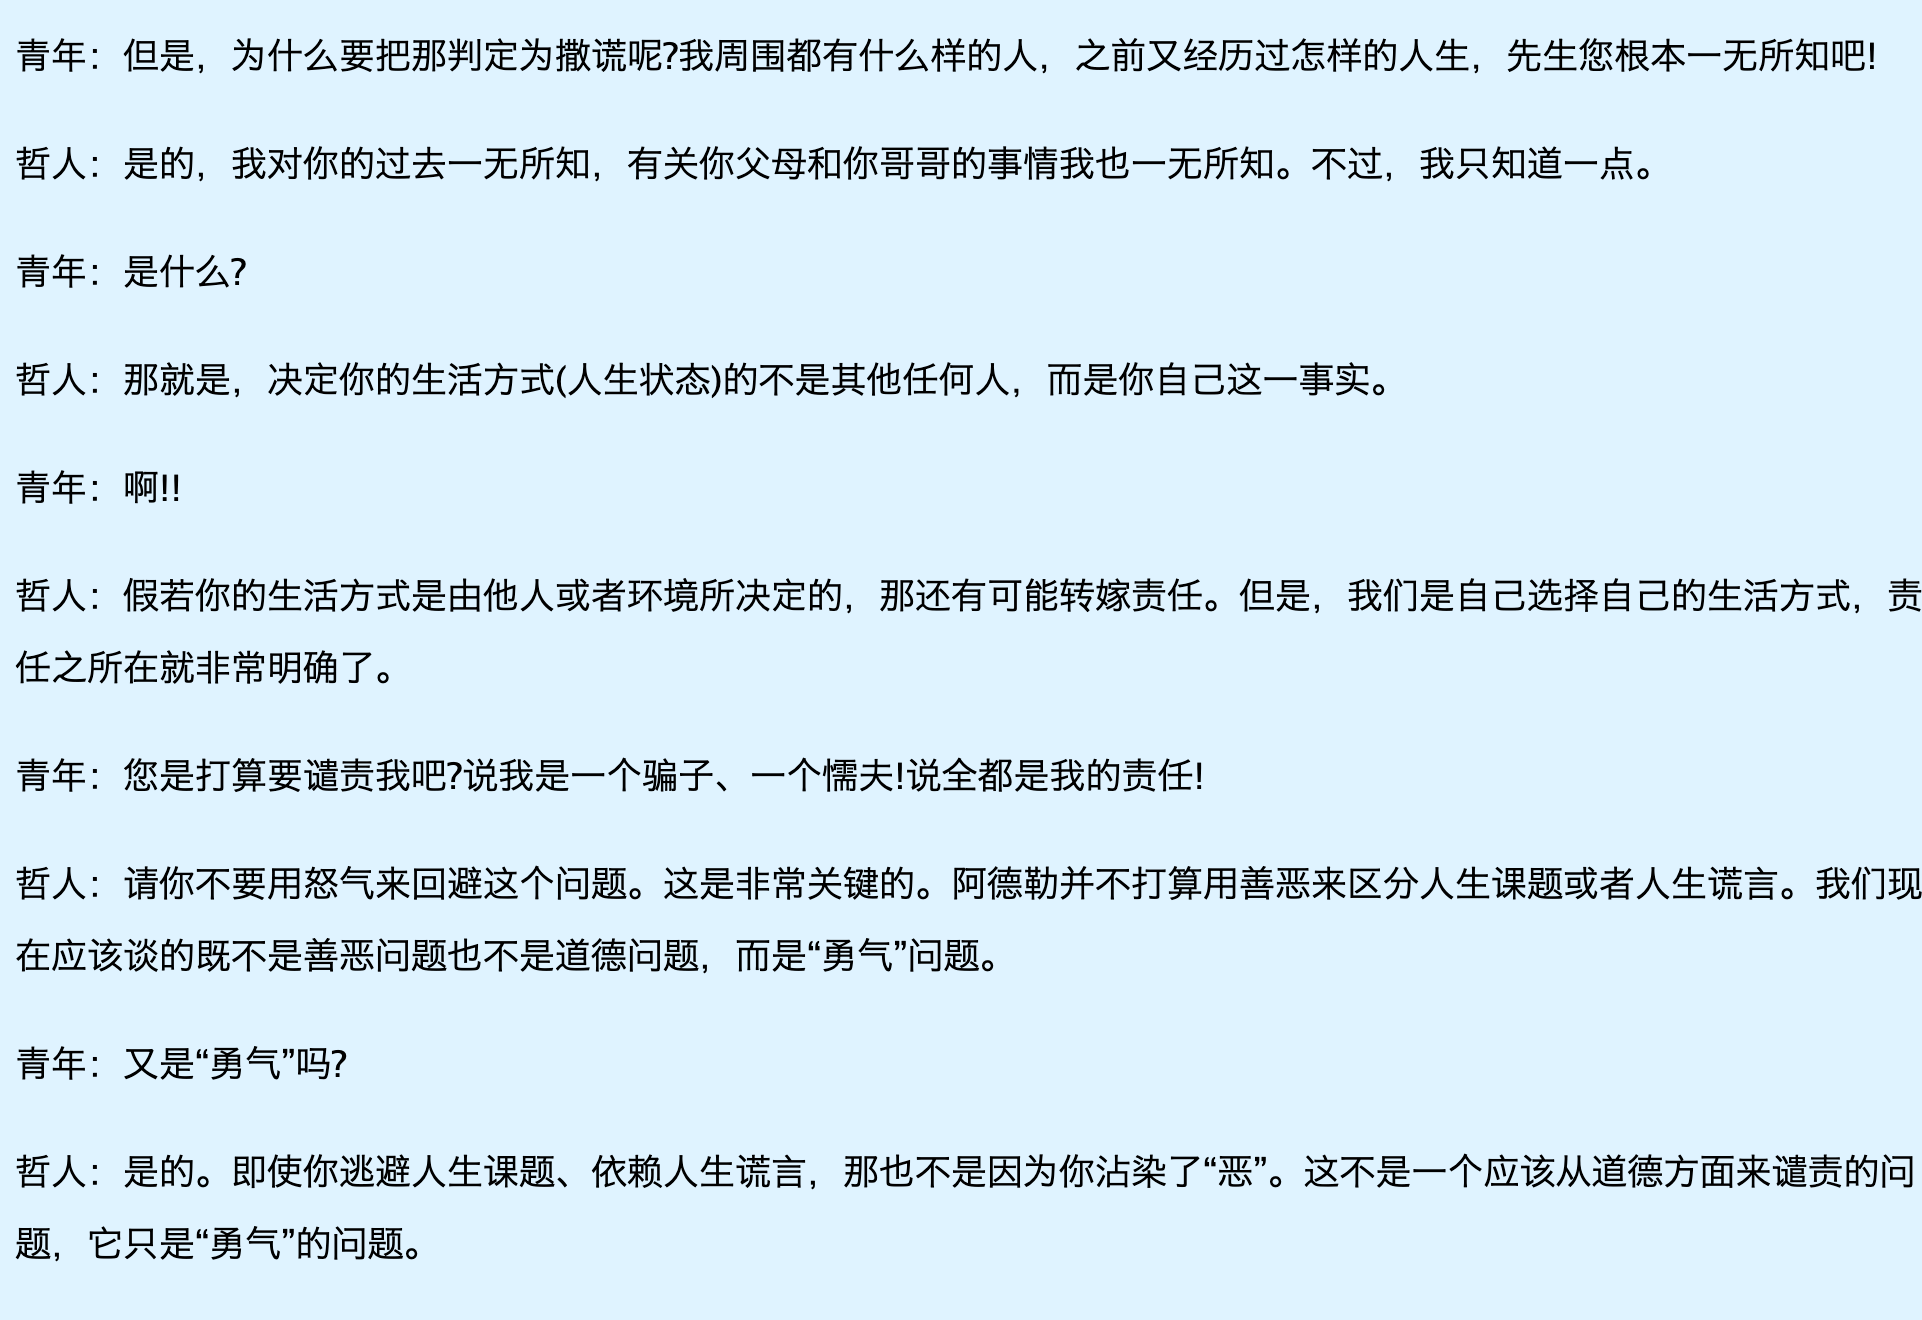 青年：但是，为什么要把那判定为撒谎呢?我周围都有什么样的人，之前又经历过怎样的人生，先生您根本一无所知吧!
哲人：是的，我对你的过去一无所知，有关你父母和你哥哥的事情我也一无所知。不过，我只知道一点。
青年：是什么?
哲人：那就是，决定你的生活方式(人生状态)的不是其他任何人，而是你自己这一事实。
青年：啊!!
哲人：假若你的生活方式是由他人或者环境所决定的，那还有可能转嫁责任。但是，我们是自己选择自己的生活方式，责
任之所在就非常明确了。
青年：您是打算要谴责我吧?说我是一个骗子、一个懦夫!说全都是我的责任!
哲人：请你不要用怒气来回避这个问题。这是非常关键的。阿德勒并不打算用善恶来区分人生课题或者人生谎言。我们现
在应该谈的既不是善恶问题也不是道德问题，而是“勇气”问题。
青年：又是“勇气”吗?
哲人：是的。即使你逃避人生课题、依赖人生谎言，那也不是因为你沾染了“恶”。这不是一个应该从道德方面来谴责的问
题，它只是“勇气”的问题。